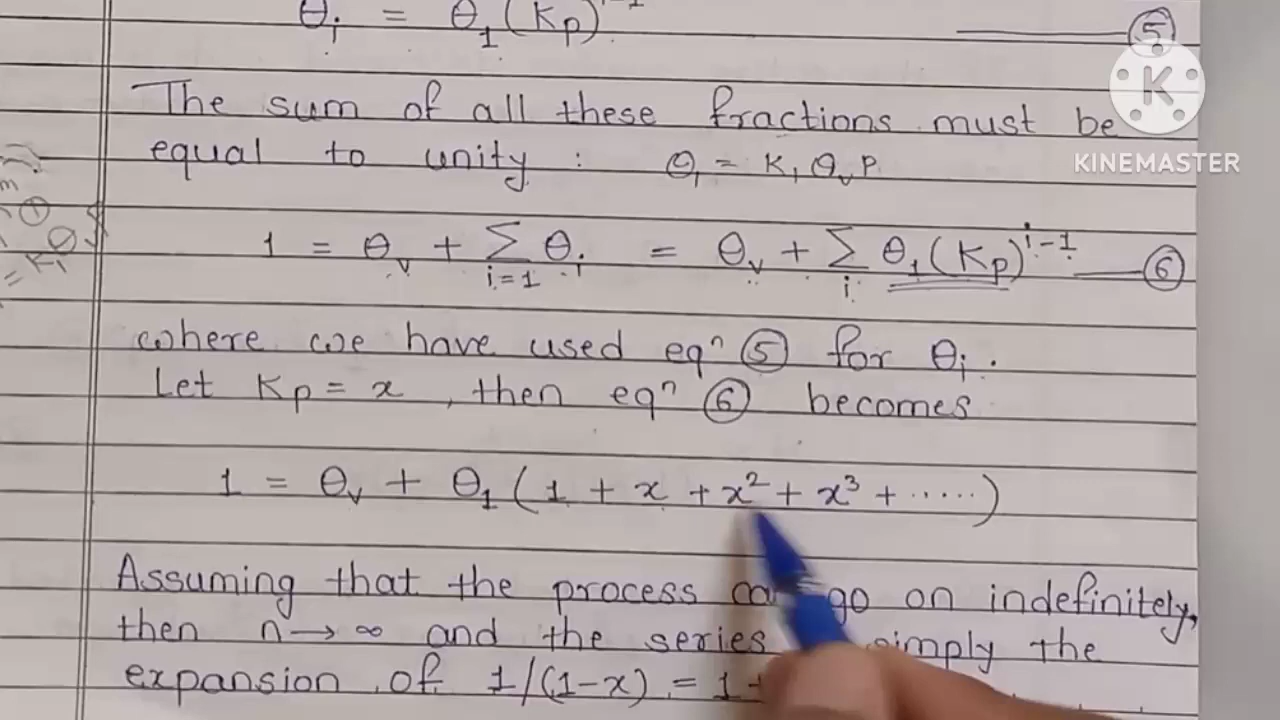 θᵢ = θ₁(Kp)ⁱ⁻¹ ⑤
The sum of all these fractions must be
equal to unity : θ₁ = K₁ θᵥ P.
1 = θᵥ + Σ θᵢ = θᵥ + Σ θ₁(Kp)ⁱ⁻¹ ⑥
i=1 i
where we have used eqⁿ ⑤ for θᵢ.
Let Kp = x , then eqⁿ ⑥ becomes
1 = θᵥ + θ₁ (1 + x + x² + x³ + ·····)
Assuming that the process go on indefinitely,
then n→∞ and the series simply the
expansion of 1/(1-x) = 1+
K
KINEMASTER